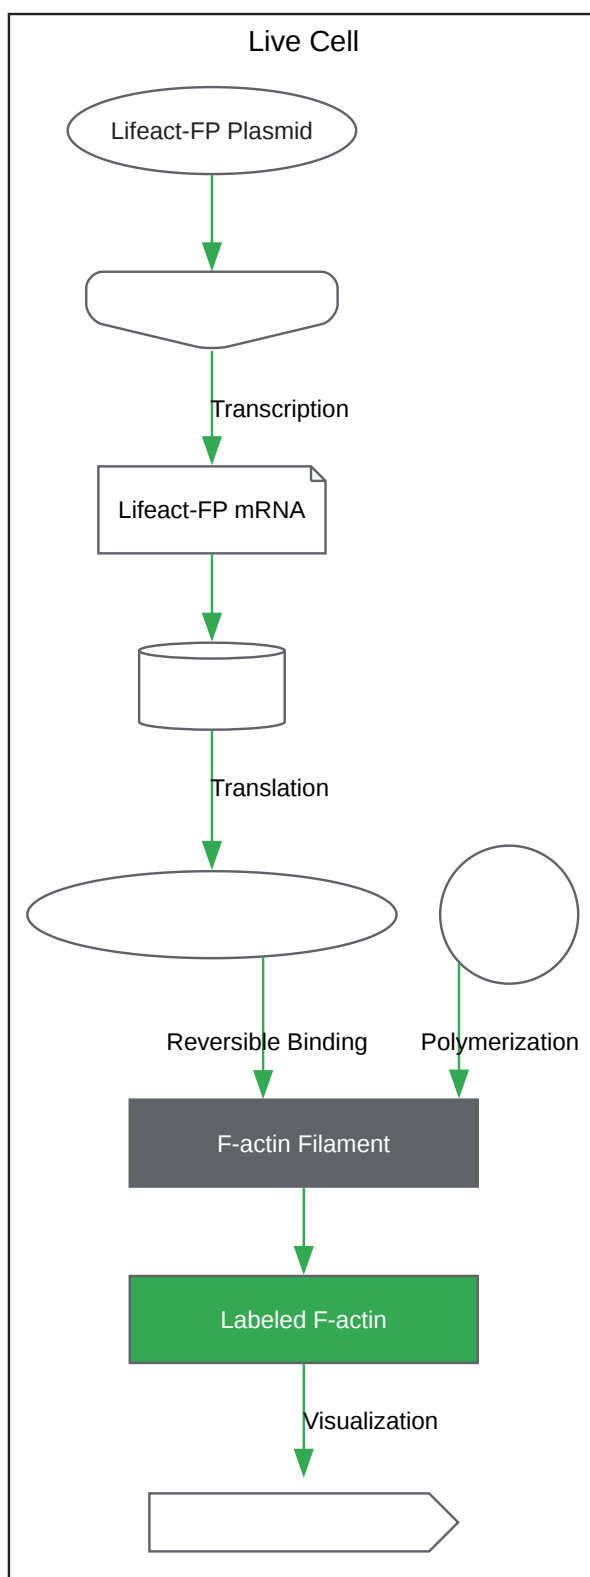 Live Cell
Lifeact-FP Plasmid
Transcription
Lifeact-FP mRNA
Translation
Reversible Binding
Polymerization
F-actin Filament
Labeled F-actin
Visualization